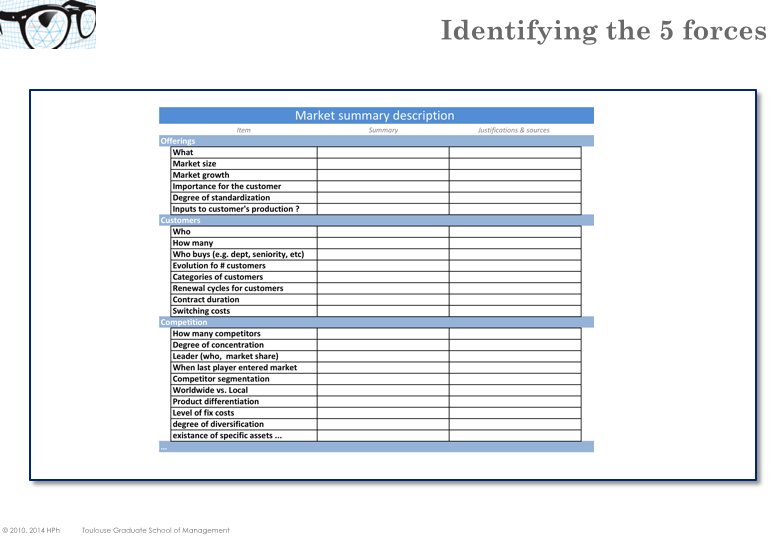 Identifying the 5 forces
Market summary description
Item Summary Justifications & sources
Offerings
What
Market size
Market growth
Importance for the customer
Degree of standardization
Inputs to customer's production ?
Customers
Who
How many
Who buys (e.g. dept, seniority, etc)
Evolution fo # customers
Categories of customers
Renewal cycles for customers
Contract duration
Switching costs
Competition
How many competitors
Degree of concentration
Leader (who, market share)
When last player entered market
Competitor segmentation
Worldwide vs. Local
Product differentiation
Level of fix costs
degree of diversification
existance of specific assets ...
...
© 2010, 2014 HPh Toulouse Graduate School of Management